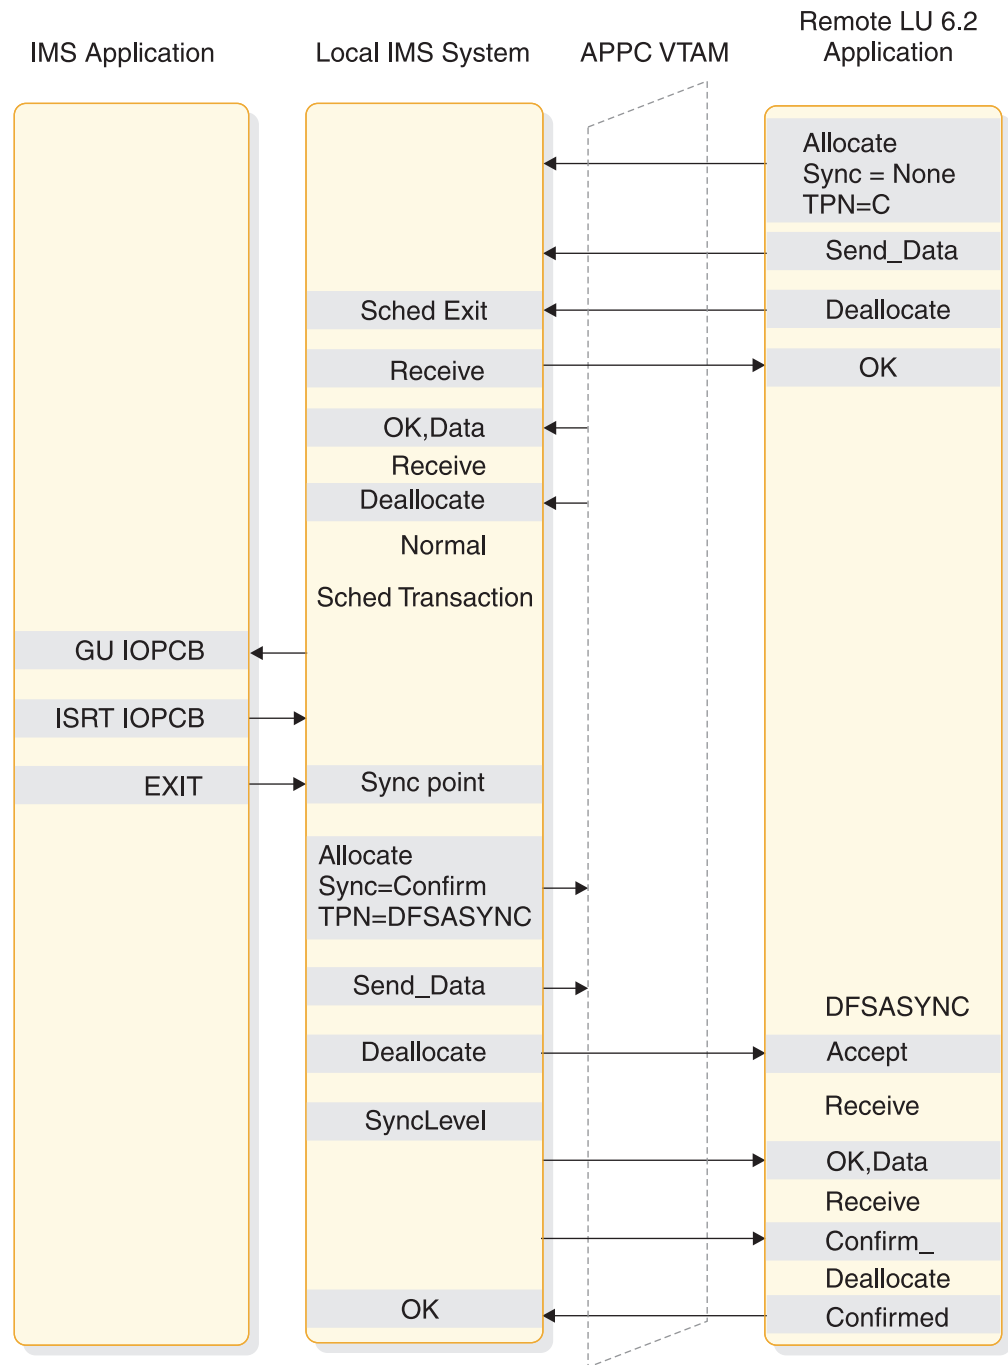 Remote LU 6.2
IMS Application
Local IMS System
APPC VTAM
Application
Allocate
Sync = None
TPN=C
Send_Data
Sched Exit
Deallocate
Receive
OK
OK,Data
Receive
Deallocate
Normal
Sched Transaction
GU IOPCB
ISRT IOPCB
EXIT
Sync point
Allocate
Sync=Confirm
TPN=DFSASYNC
Send_Data
DFSASYNC
Deallocate
Accept
Receive
SyncLevel
OK,Data
Receive
Confirm_
Deallocate
OK
Confirmed